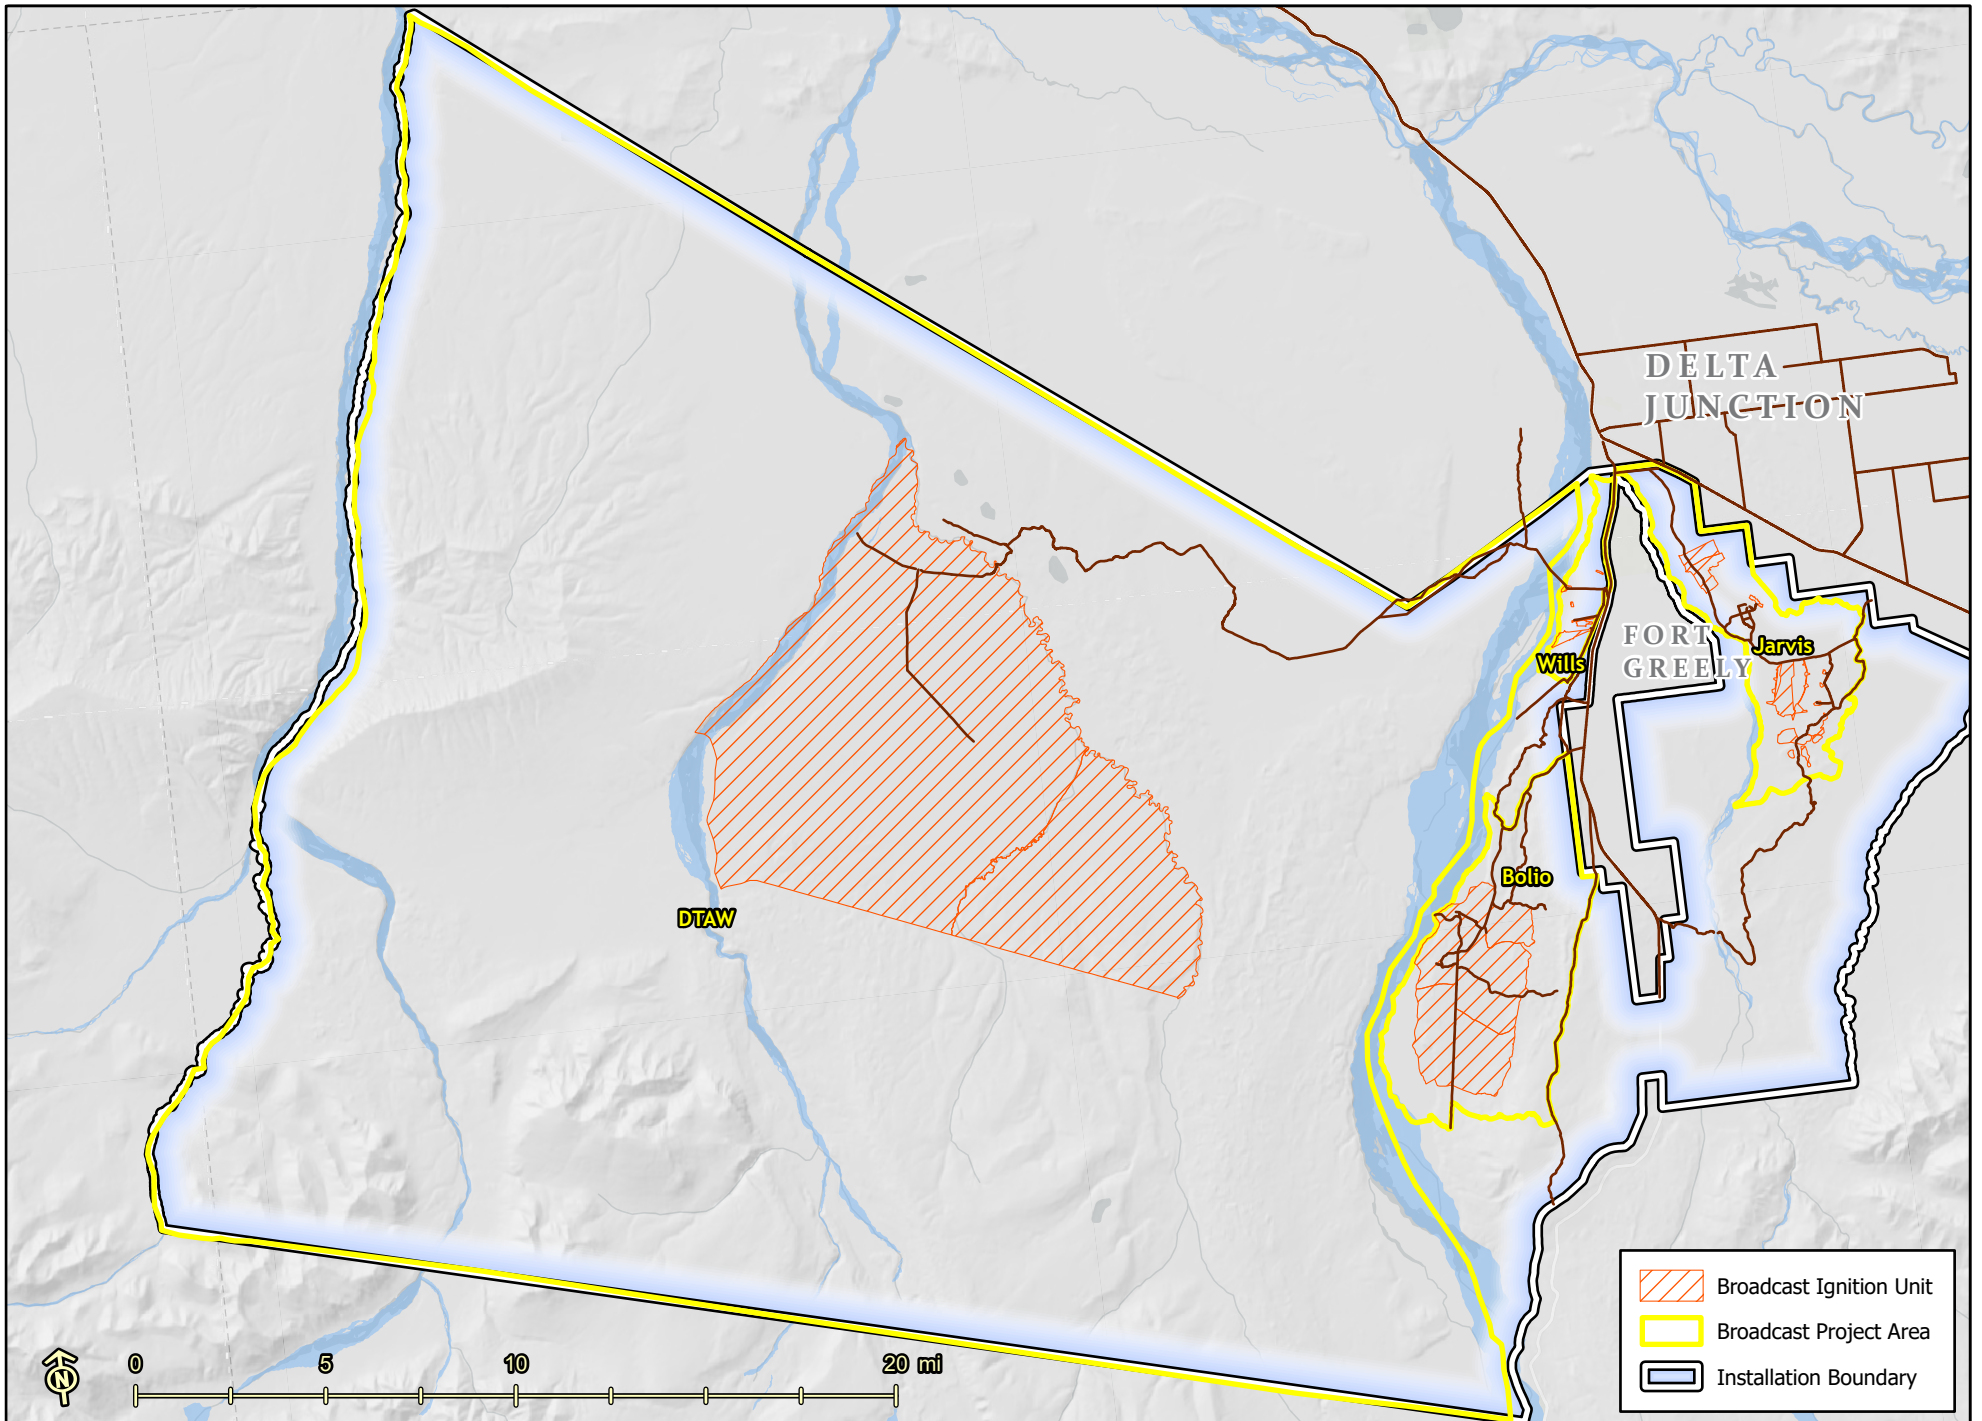 DELTA
JUNCTION
FORT
GREELY
Jarvis
Wills
Bolio
DTAW
Broadcast Ignition Unit
Broadcast Project Area
Installation Boundary
N
0 5 10 20 mi